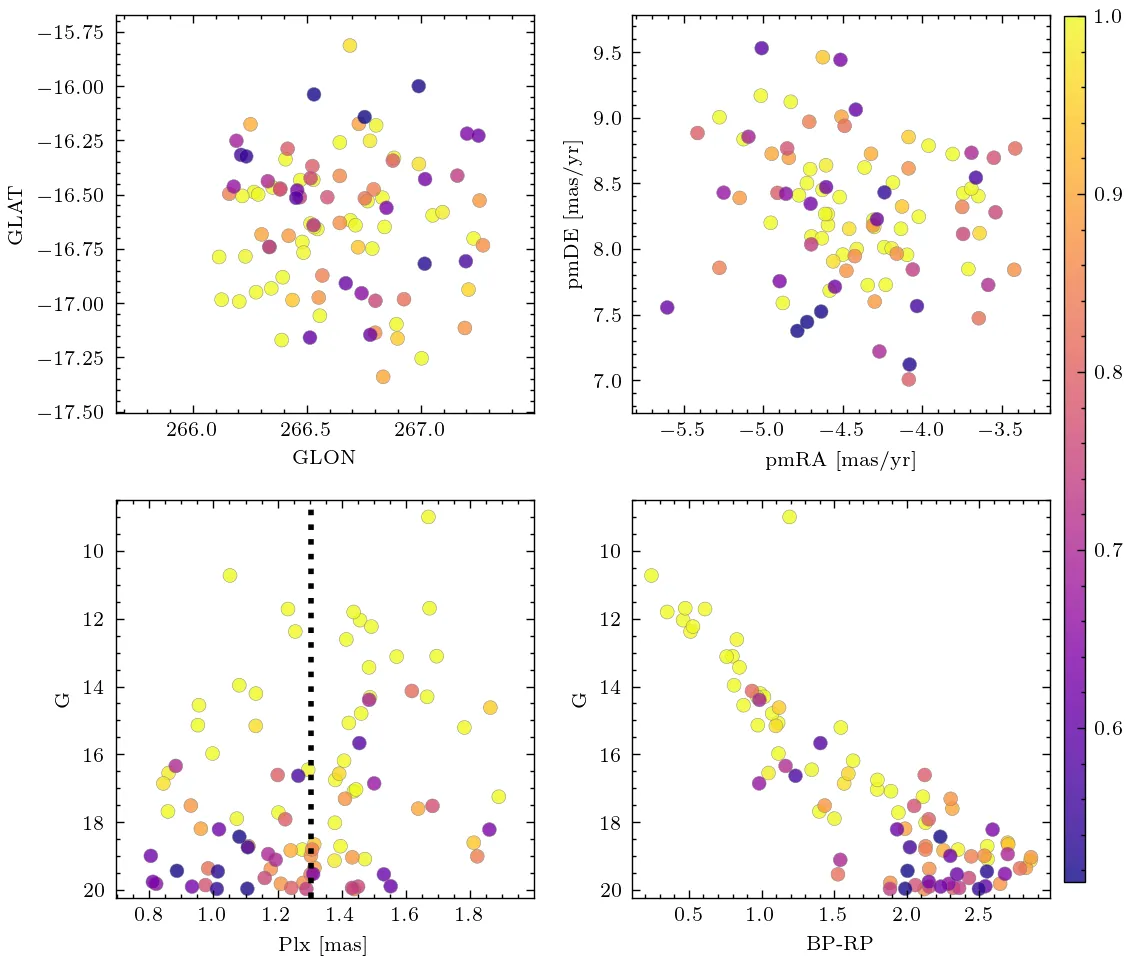 −15.75
−16.00
−16.25
−16.50
−16.75
−17.00
−17.25
−17.50
GLAT
266.0 266.5 267.0
GLON
9.5
9.0
8.5
8.0
7.5
7.0
pmDE [mas/yr]
−5.5 −5.0 −4.5 −4.0 −3.5
pmRA [mas/yr]
1.0
0.9
0.8
0.7
0.6
10
12
14
16
18
20
G
0.8 1.0 1.2 1.4 1.6 1.8
Plx [mas]
10
12
14
16
18
20
G
0.5 1.0 1.5 2.0 2.5
BP-RP